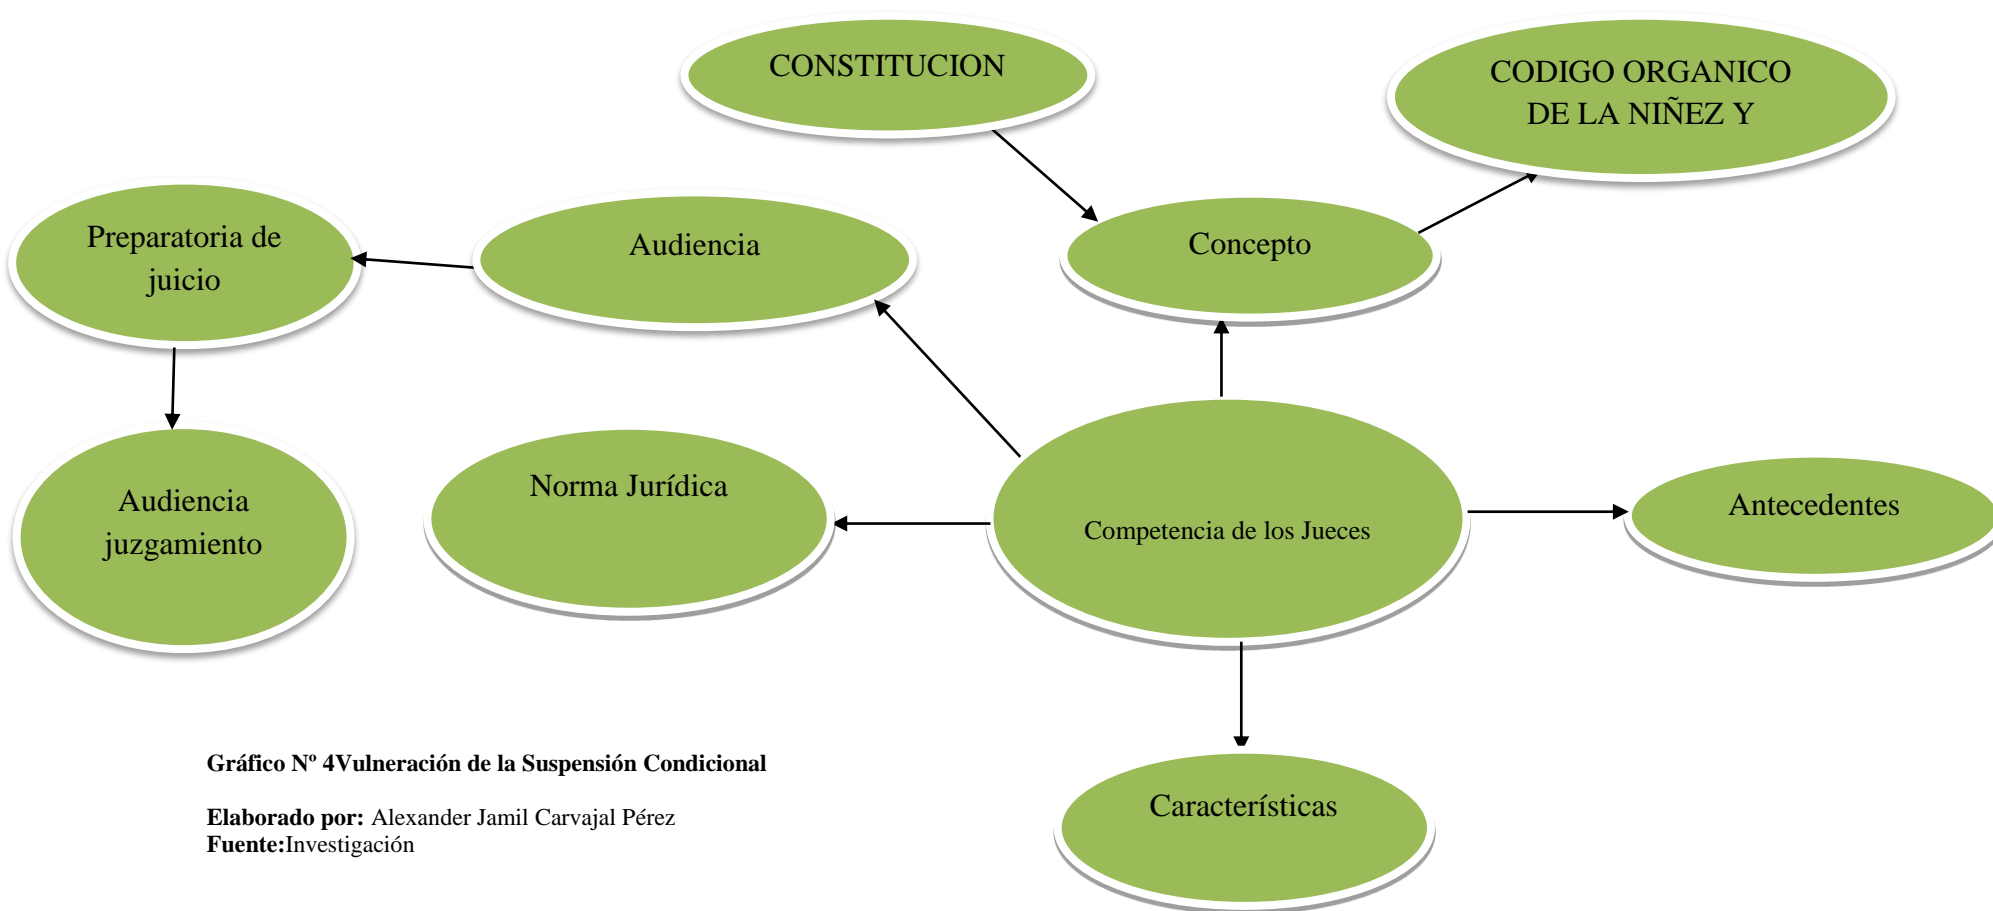 CONSTITUCION
CODIGO ORGANICO
DE LA NIÑEZ Y
Preparatoria de
juicio
Audiencia
Concepto
Audiencia
juzgamiento
Norma Jurídica
Competencia de los Jueces
Antecedentes
Características
Gráfico Nº 4Vulneración de la Suspensión Condicional
Elaborado por: Alexander Jamil Carvajal Pérez
Fuente:Investigación